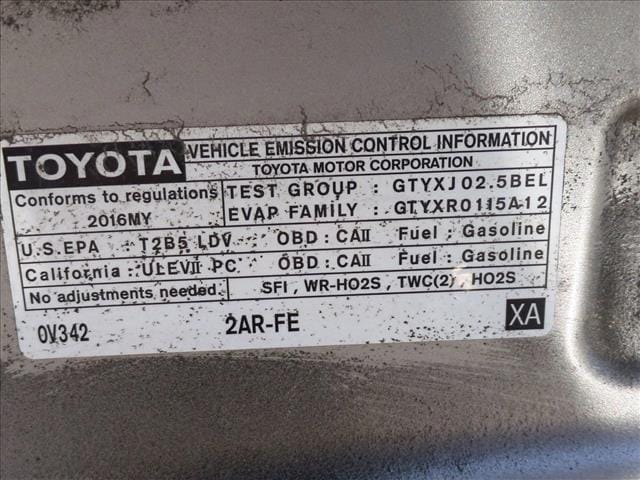 TOYOTA VEHICLE EMISSION CONTROL INFORMATION
TOYOTA MOTOR CORPORATION
Conforms to regulations
2016MY
TEST GROUP : GTYXJ02.5BEL
EVAP FAMILY : GTYXR0115A12
U.S.EPA : T2B5 LDV OBD : CAII Fuel : Gasoline
California : ULEVII PC OBD : CAII Fuel : Gasoline
No adjustments needed. SFI , WR-HO2S , TWC(2) , HO2S
0V342 2AR-FE XA